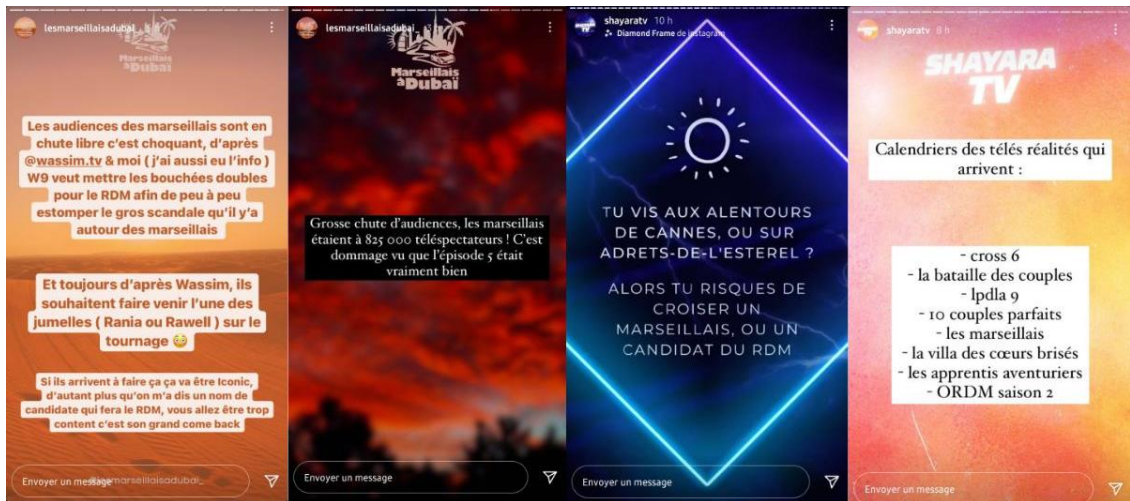 lesmarseillaisadubai_
Marseillais
àDubaï
Les audiences des marseillais sont en
chute libre c'est choquant, d'après
@wassim.tv & moi ( j'ai aussi eu l'info )
W9 veut mettre les bouchées doubles
pour le RDM afin de peu à peu
estomper le gros scandale qu'il y'a
autour des marseillais
Et toujours d'après Wassim, ils
souhaitent faire venir l'une des
jumelles ( Rania ou Rawell ) sur le
tournage 😳
Si ils arrivent à faire ça ça va être Iconic,
d'autant plus qu'on m'a dis un nom de
candidate qui fera le RDM, vous allez être trop
content c'est son grand come back
Envoyer un message
@lesmarseillaisadubai_
lesmarseillaisadubai_
Marseillais
àDubaï
Grosse chute d'audiences, les marseillais
étaient à 825 000 téléspectateurs ! C'est
dommage vu que l'épisode 5 était
vraiment bien
Envoyer un message
shayaratv 10 h
Diamond Frame de instagram
TU VIS AUX ALENTOURS
DE CANNES, OU SUR
ADRETS-DE-L'ESTEREL ?
ALORS TU RISQUES DE
CROISER UN
MARSEILLAIS, OU UN
CANDIDAT DU RDM
Envoyer un message
shayaratv 8 h
SHAYARA
TV
Calendriers des télés réalités qui
arrivent :
- cross 6
- la bataille des couples
- lpdla 9
- 10 couples parfaits
- les marseillais
- la villa des cœurs brisés
- les apprentis aventuriers
- ORDM saison 2
Envoyer un message